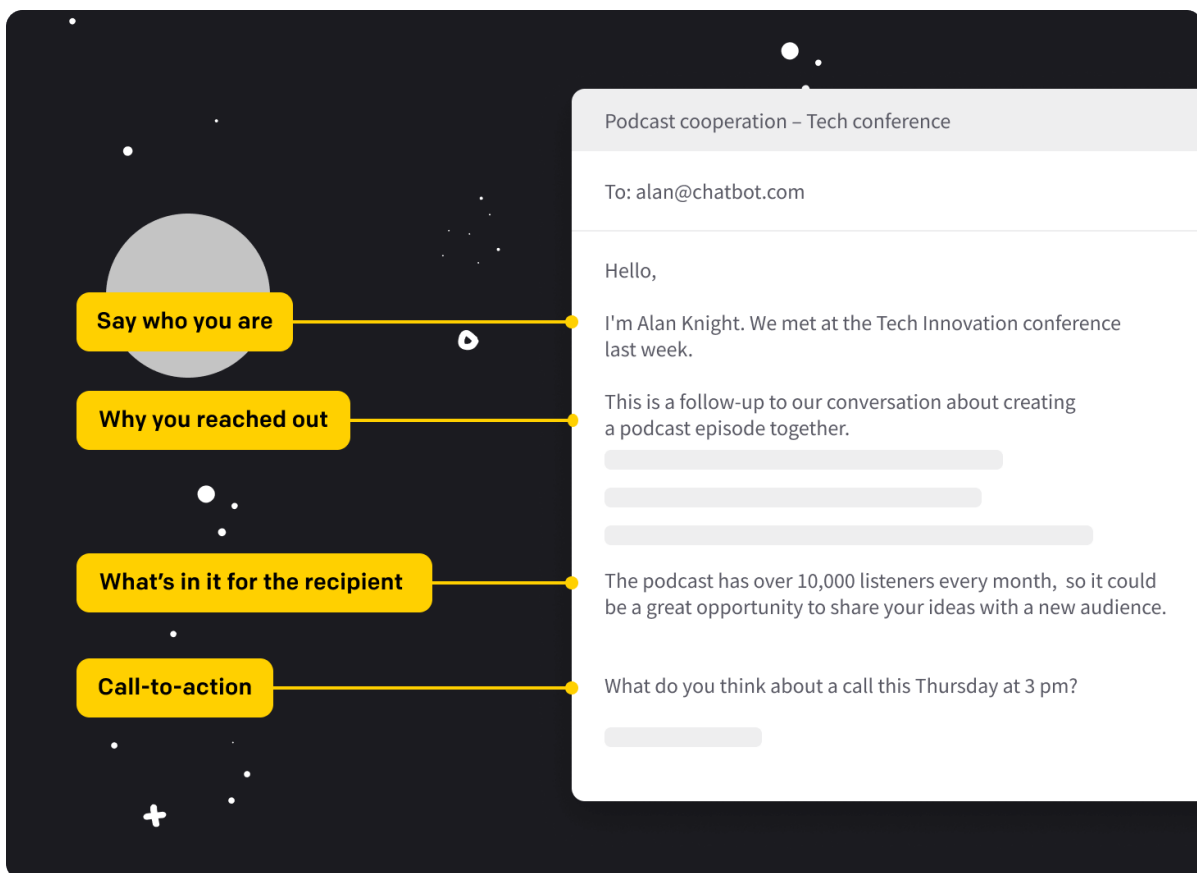 Podcast cooperation – Tech conference
To: alan@chatbot.com
Hello,
Say who you are
I'm Alan Knight. We met at the Tech Innovation conference
last week.
Why you reached out
This is a follow-up to our conversation about creating
a podcast episode together.
What's in it for the recipient
The podcast has over 10,000 listeners every month,  so it could
be a great opportunity to share your ideas with a new audience.
Call-to-action
What do you think about a call this Thursday at 3 pm?